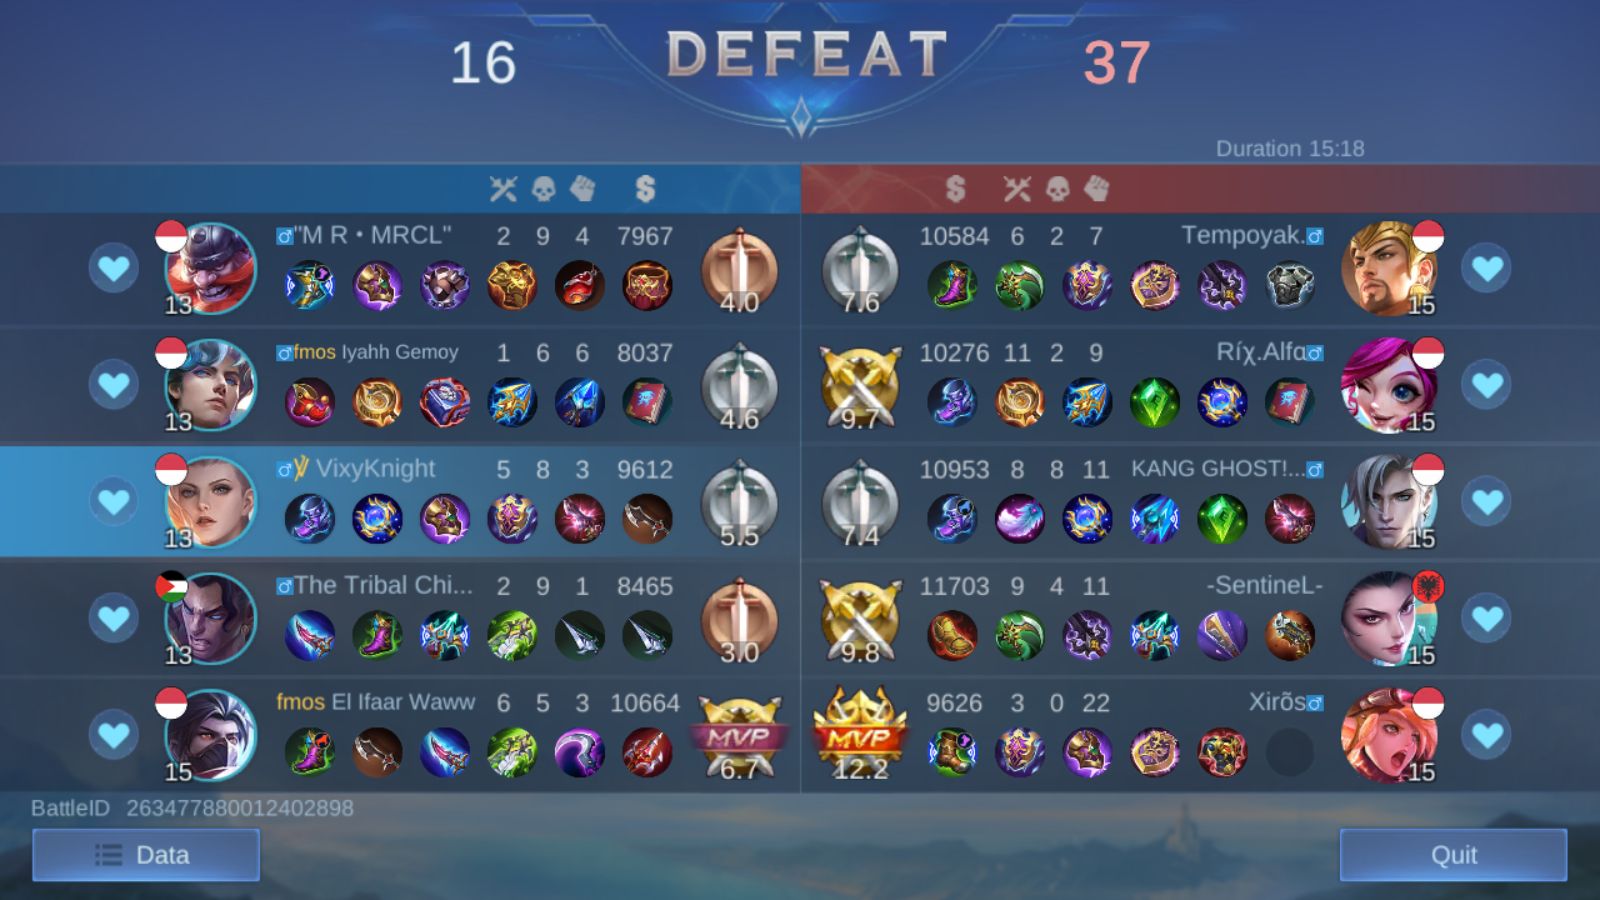 16 DEFEAT 37
Duration 15:18
"M R • MRCL" 2 9 4 7967
13 4.0
10584 6 2 7 Tempoyak.
7.6 15
fmos Iyahh Gemoy 1 6 6 8037
13 4.6
10276 11 2 9 Ríχ.Alfα
9.7 15
VixyKnight 5 8 3 9612
13 5.5
10953 8 8 11 KANG GHOST!...
7.4 15
The Tribal Chi... 2 9 1 8465
13 3.0
11703 9 4 11 -SentineL-
9.8 15
fmos El Ifaar Waww 6 5 3 10664
15 MVP 6.7
9626 3 0 22 Xirõs
MVP 12.2 15
BattleID 263477880012402898
Data
Quit